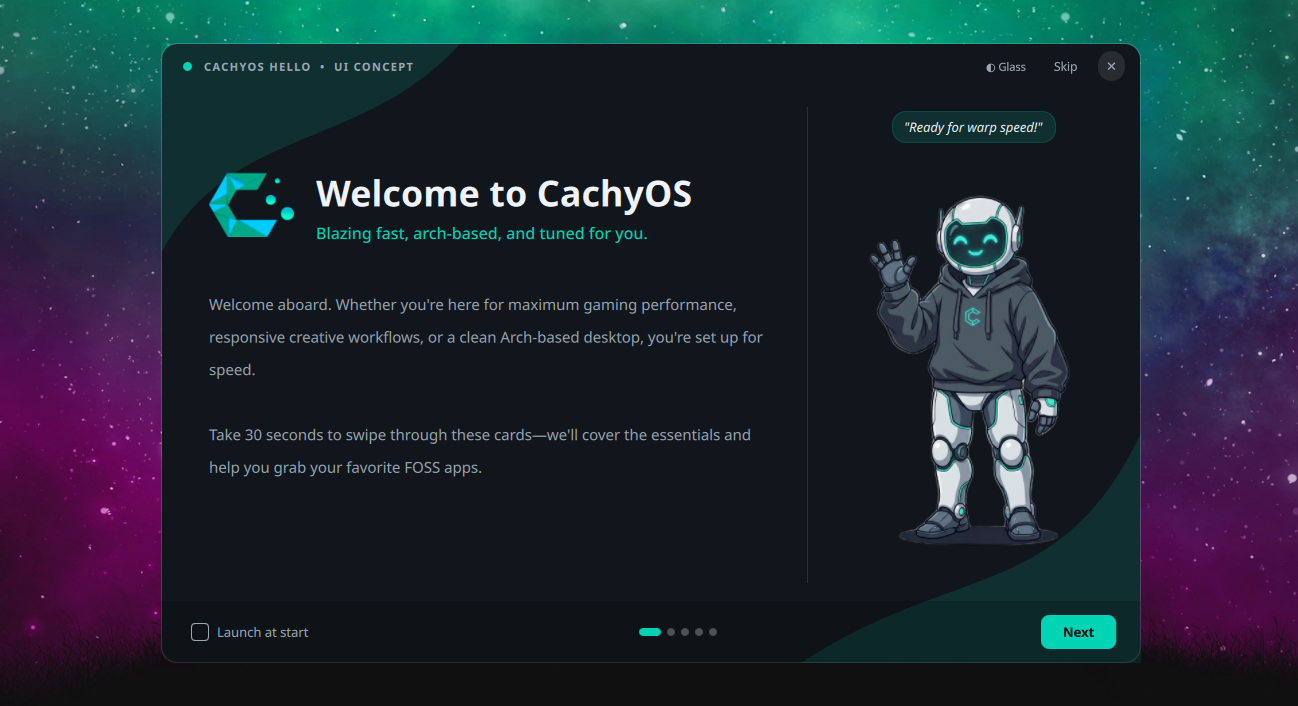 CACHYOS HELLO • UI CONCEPT
◐ Glass
Skip
✕
"Ready for warp speed!"
Welcome to CachyOS
Blazing fast, arch-based, and tuned for you.
Welcome aboard. Whether you're here for maximum gaming performance,
responsive creative workflows, or a clean Arch-based desktop, you're set up for
speed.
Take 30 seconds to swipe through these cards—we'll cover the essentials and
help you grab your favorite FOSS apps.
Launch at start
Next